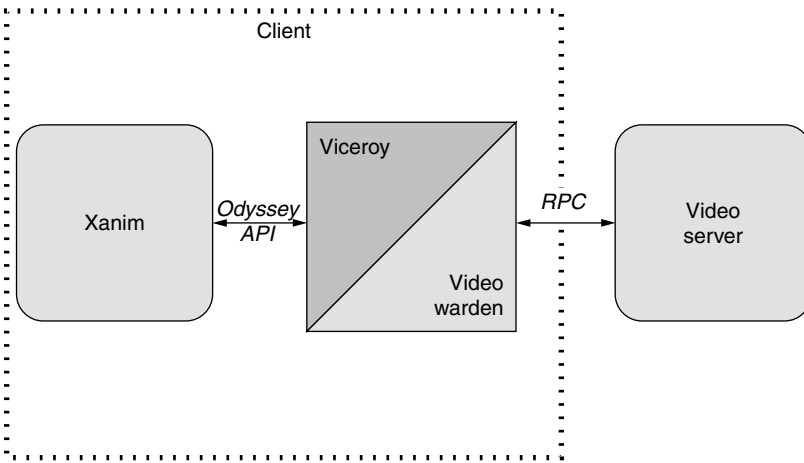 Client
Xanim
Odyssey
API
Viceroy
Video
warden
RPC
Video
server